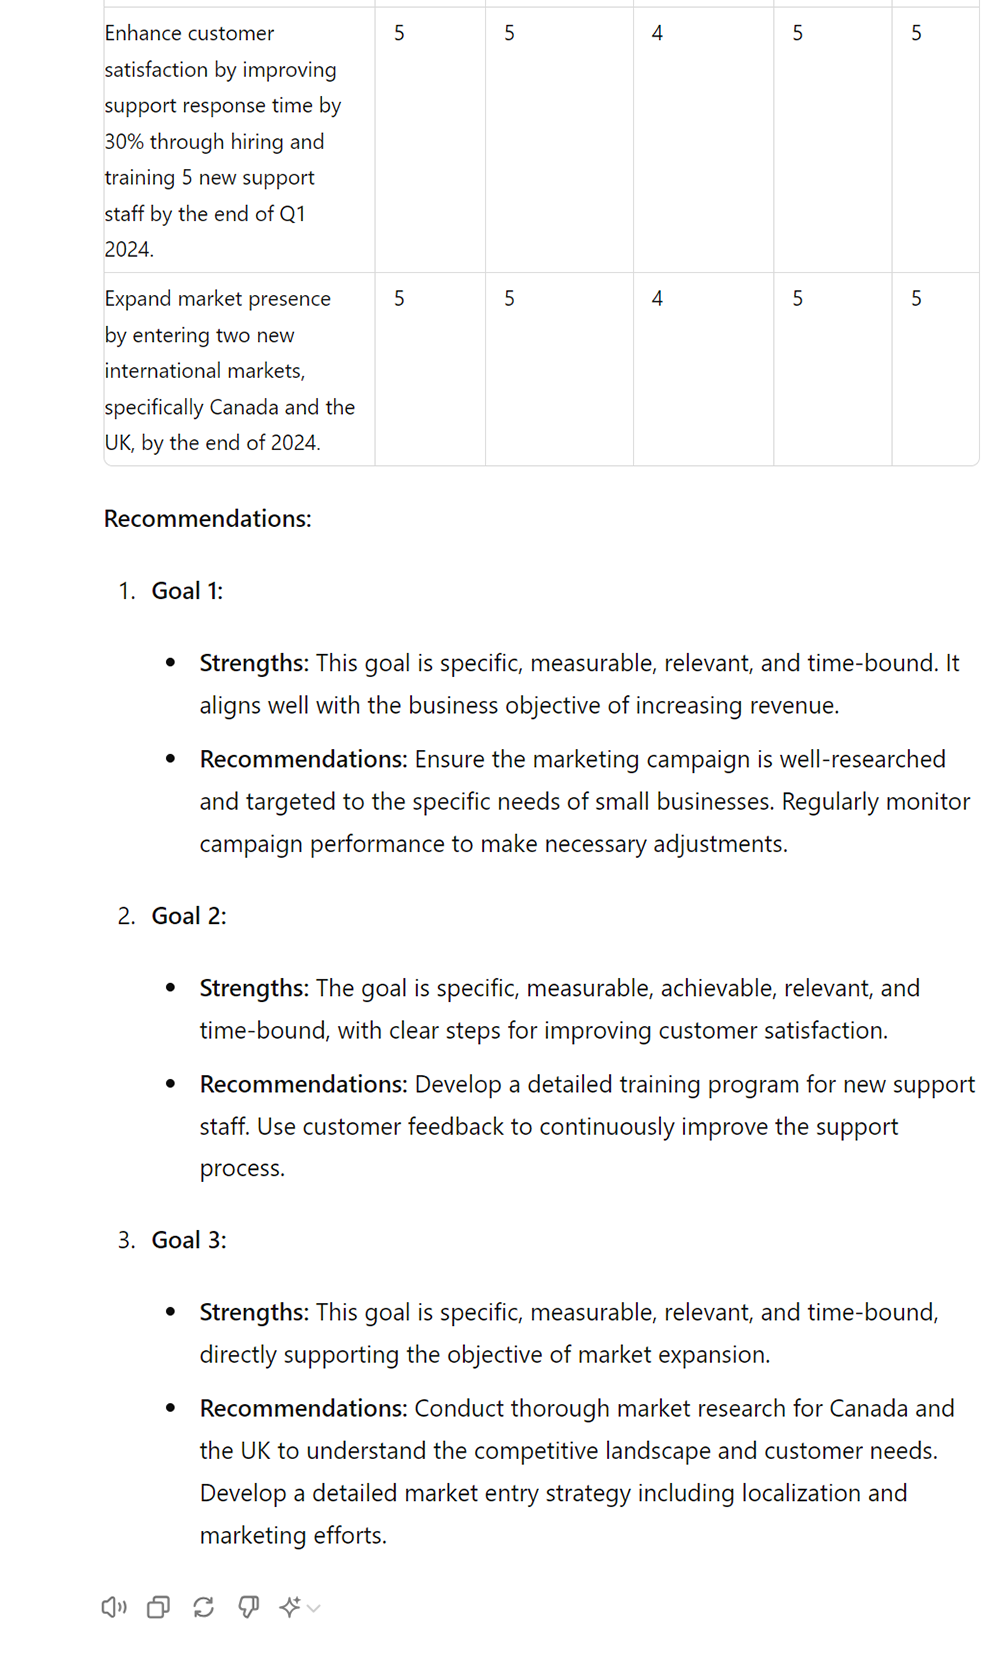 Enhance customer 5 5 4 5 5
satisfaction by improving
support response time by
30% through hiring and
training 5 new support
staff by the end of Q1
2024.
Expand market presence 5 5 4 5 5
by entering two new
international markets,
specifically Canada and the
UK, by the end of 2024.
Recommendations:
1. Goal 1:
• Strengths: This goal is specific, measurable, relevant, and time-bound. It
aligns well with the business objective of increasing revenue.
• Recommendations: Ensure the marketing campaign is well-researched
and targeted to the specific needs of small businesses. Regularly monitor
campaign performance to make necessary adjustments.
2. Goal 2:
• Strengths: The goal is specific, measurable, achievable, relevant, and
time-bound, with clear steps for improving customer satisfaction.
• Recommendations: Develop a detailed training program for new support
staff. Use customer feedback to continuously improve the support
process.
3. Goal 3:
• Strengths: This goal is specific, measurable, relevant, and time-bound,
directly supporting the objective of market expansion.
• Recommendations: Conduct thorough market research for Canada and
the UK to understand the competitive landscape and customer needs.
Develop a detailed market entry strategy including localization and
marketing efforts.